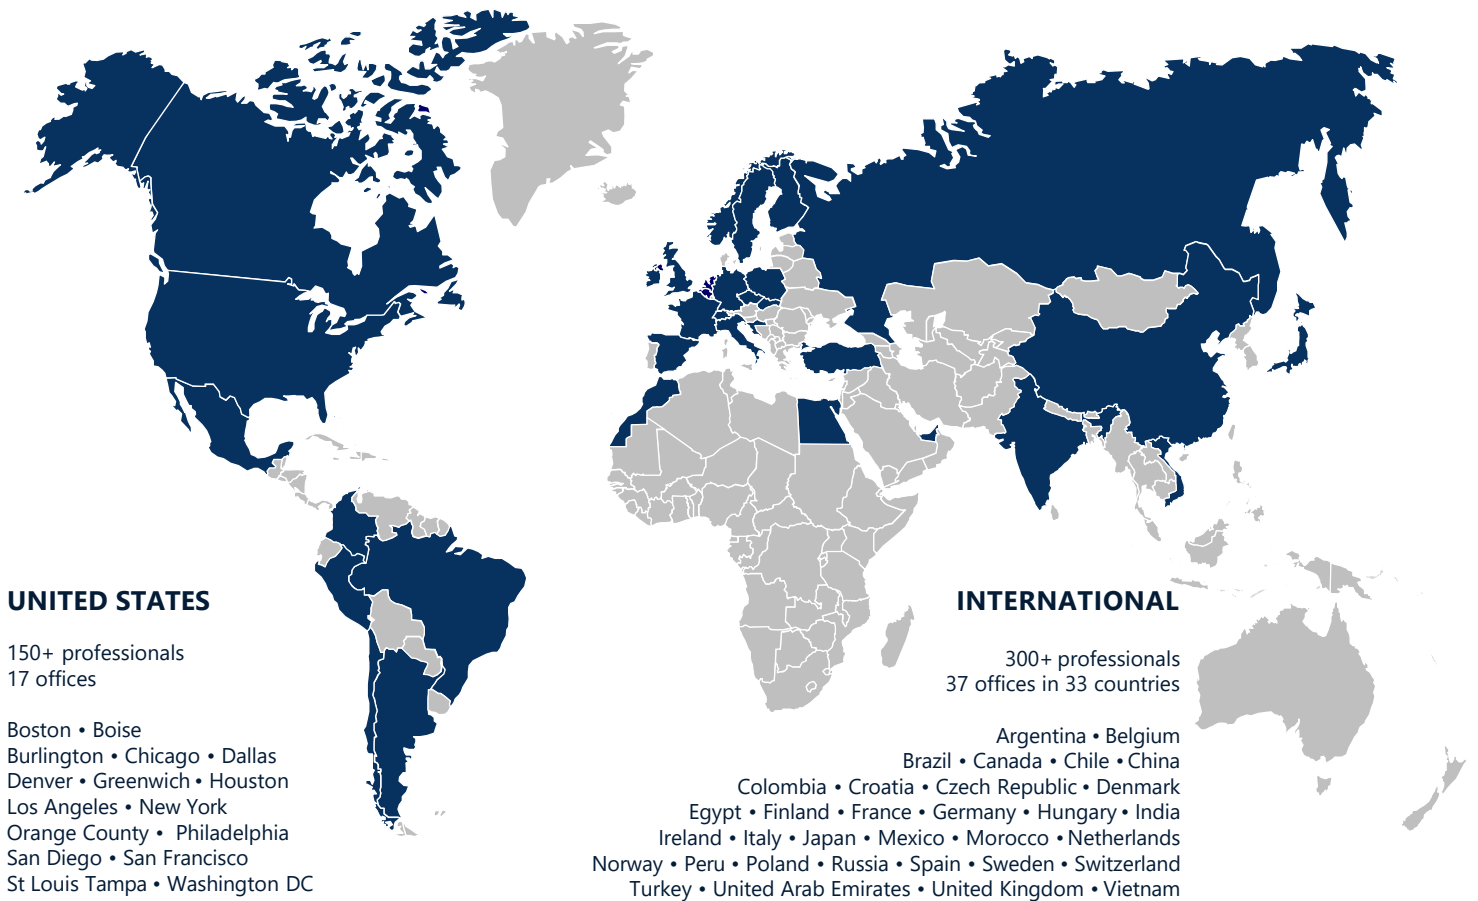 UNITED STATES
150+ professionals
17 offices
Boston • Boise
Burlington • Chicago • Dallas
Denver • Greenwich • Houston
Los Angeles • New York
Orange County • Philadelphia
San Diego • San Francisco
St Louis Tampa • Washington DC
INTERNATIONAL
300+ professionals
37 offices in 33 countries
Argentina • Belgium
Brazil • Canada • Chile • China
Colombia • Croatia • Czech Republic • Denmark
Egypt • Finland • France • Germany • Hungary • India
Ireland • Italy • Japan • Mexico • Morocco • Netherlands
Norway • Peru • Poland • Russia • Spain • Sweden • Switzerland
Turkey • United Arab Emirates • United Kingdom • Vietnam